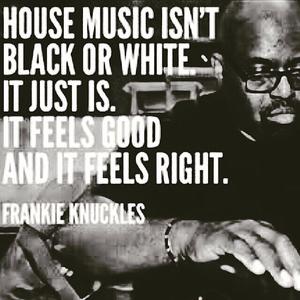 HOUSE MUSIC ISN'T
BLACK OR WHITE.
IT JUST IS.
IT FEELS GOOD
AND IT FEELS RIGHT.
FRANKIE KNUCKLES